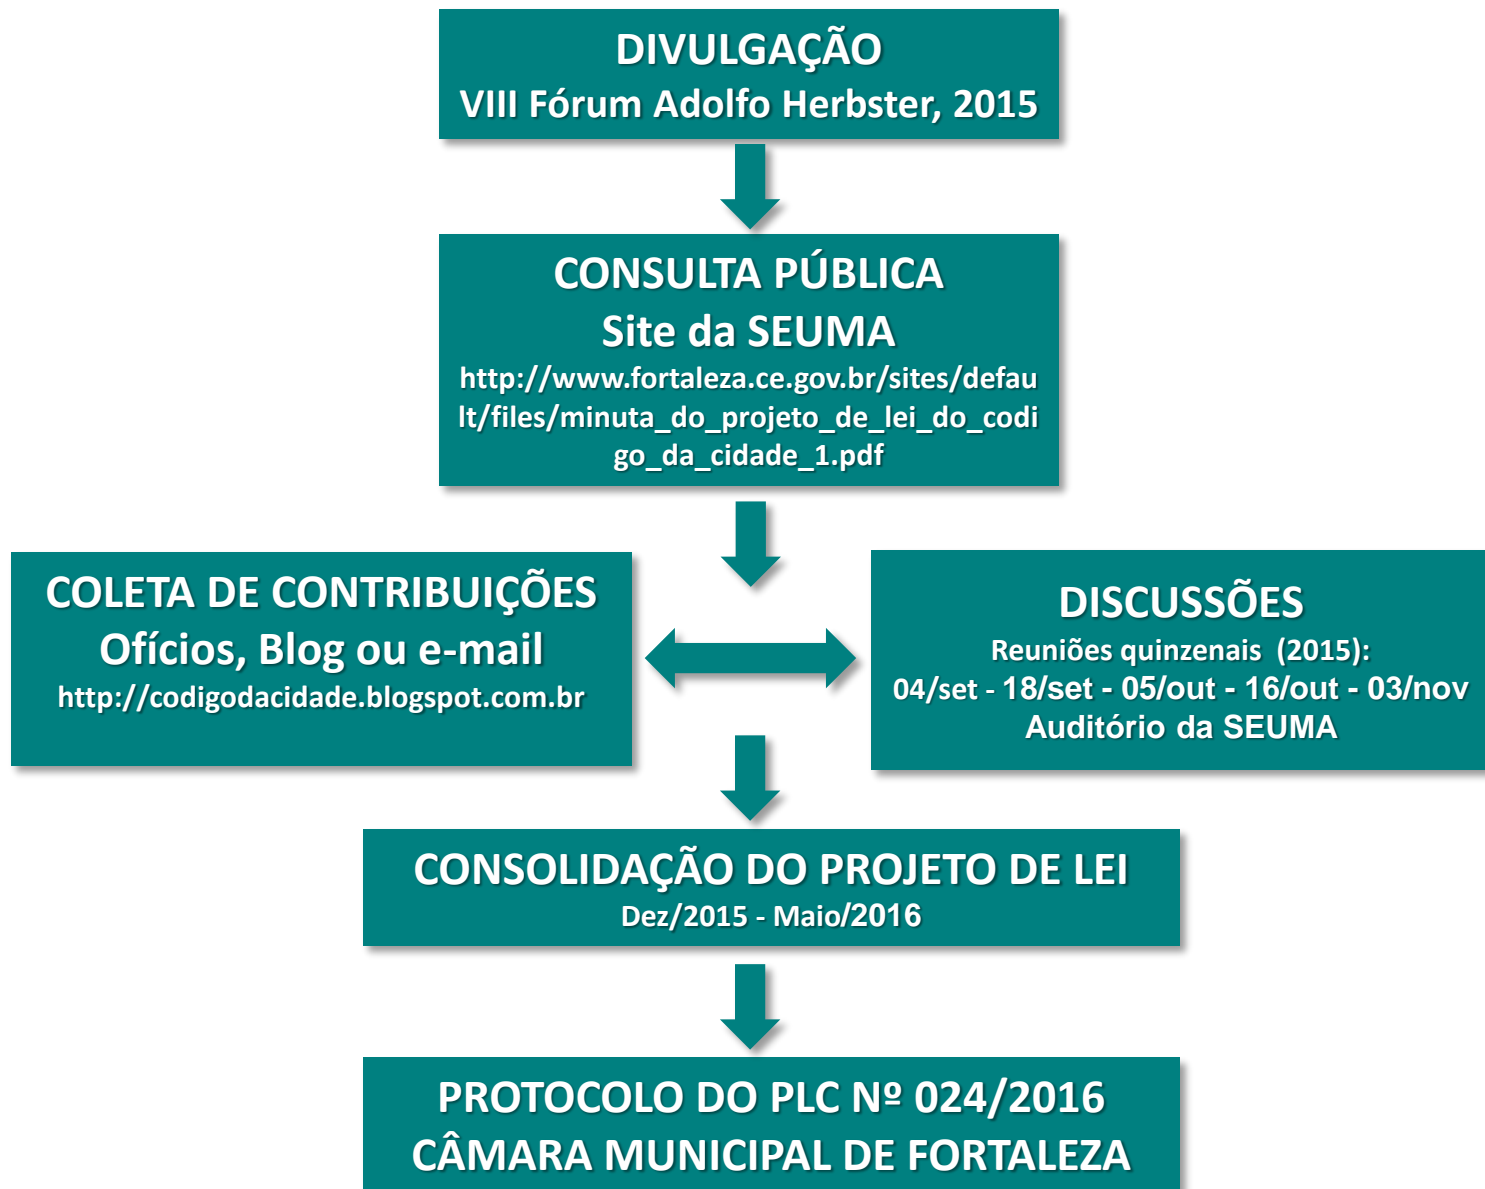 DIVULGAÇÃO
VIII Fórum Adolfo Herbster, 2015
CONSULTA PÚBLICA
Site da SEUMA
http://www.fortaleza.ce.gov.br/sites/defau
lt/files/minuta_do_projeto_de_lei_do_codi
go_da_cidade_1.pdf
COLETA DE CONTRIBUIÇÕES
Ofícios, Blog ou e-mail
http://codigodacidade.blogspot.com.br
DISCUSSÕES
Reuniões quinzenais (2015):
04/set - 18/set - 05/out - 16/out - 03/nov
Auditório da SEUMA
CONSOLIDAÇÃO DO PROJETO DE LEI
Dez/2015 - Maio/2016
PROTOCOLO DO PLC Nº 024/2016
CÂMARA MUNICIPAL DE FORTALEZA